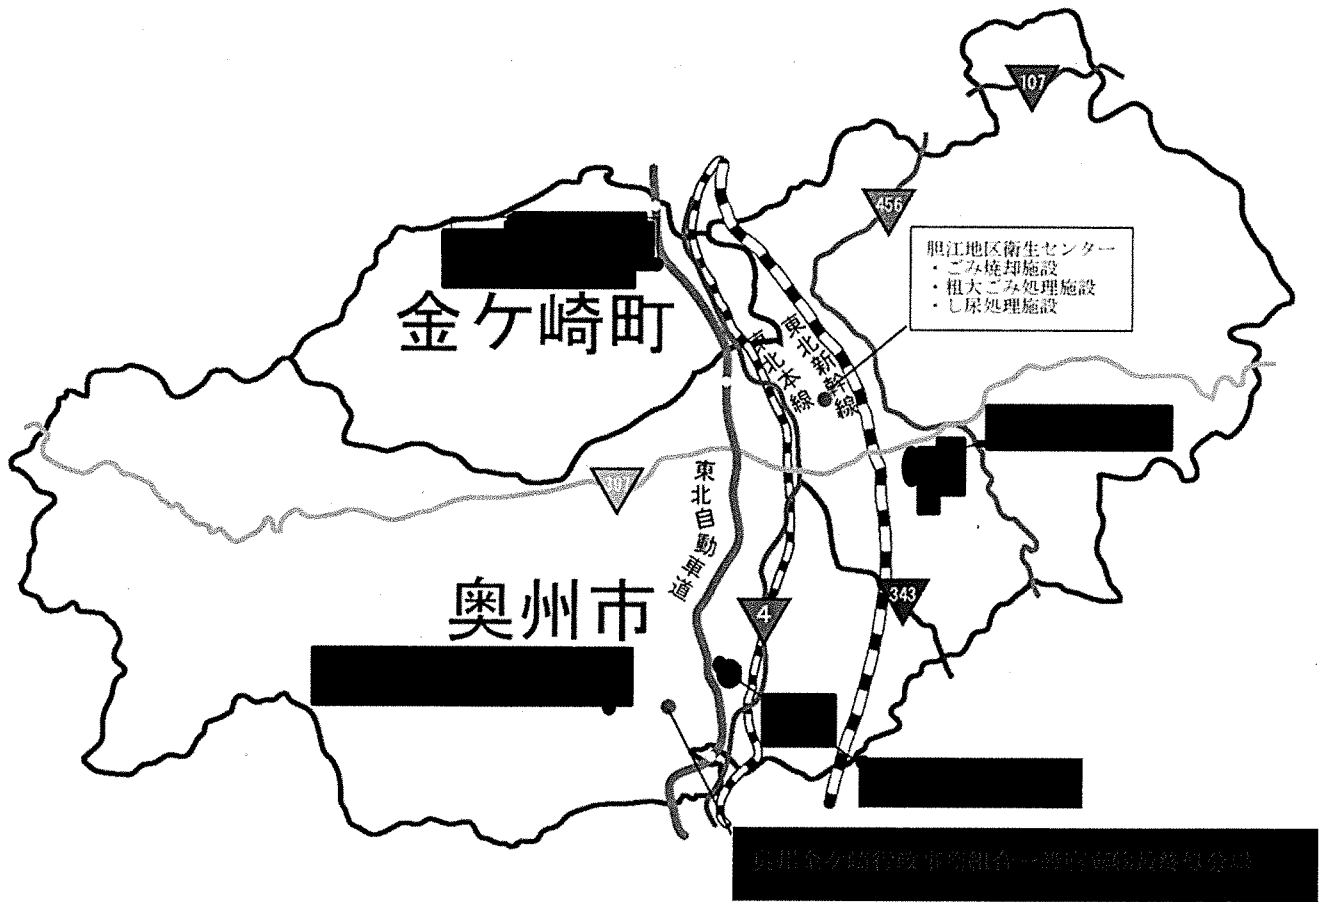 107
456
胆江地区衛生センター
・ごみ焼却施設
・粗大ごみ処理施設
・し尿処理施設
金ケ崎町
東北本線
東北新幹線
東北自動車道
奥州市
343
4